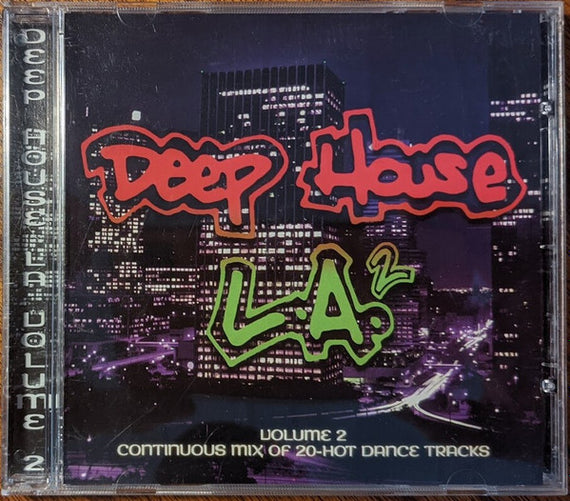 DEEP HOUSE L.A. VOLUME 2
Deep House
L.A.2
VOLUME 2
CONTINUOUS MIX OF 20-HOT DANCE TRACKS